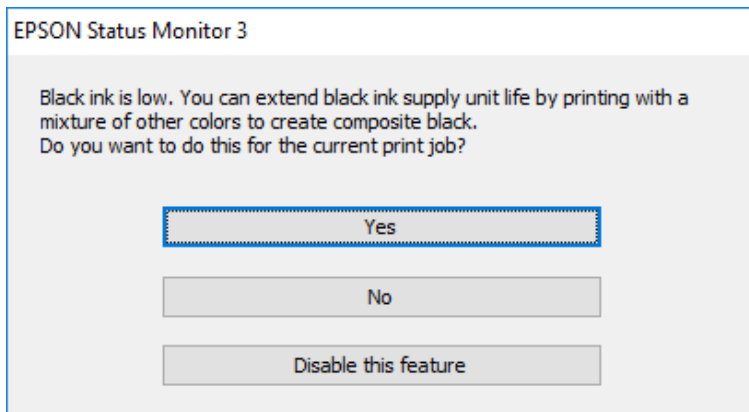 EPSON Status Monitor 3
Black ink is low. You can extend black ink supply unit life by printing with a
mixture of other colors to create composite black.
Do you want to do this for the current print job?
Yes
No
Disable this feature